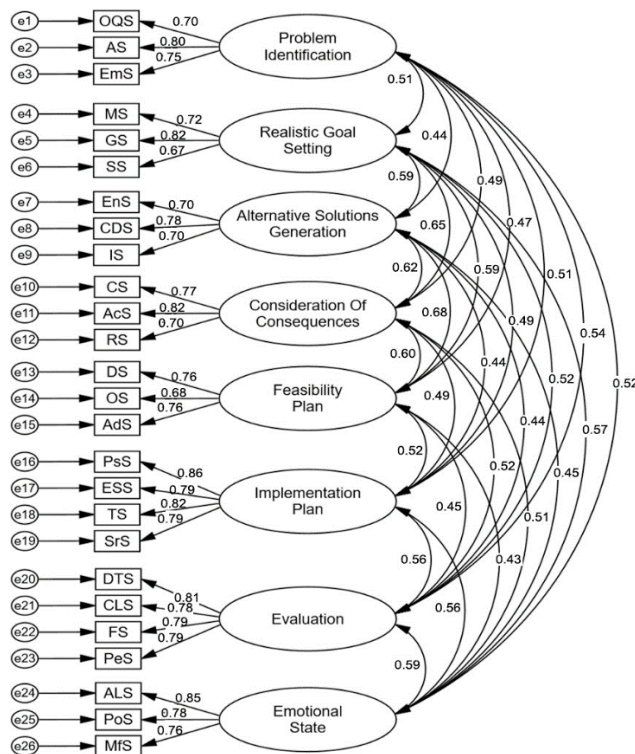 e1 OQS 0.70
e2 AS 0.80
e3 EmS 0.75
Problem
Identification
e4 MS 0.72
e5 GS 0.82
e6 SS 0.67
Realistic Goal
Setting
e7 EnS 0.70
e8 CDS 0.78
e9 IS 0.70
Alternative Solutions
Generation
e10 CS 0.77
e11 AcS 0.82
e12 RS 0.70
Consideration Of
Consequences
e13 DS 0.76
e14 OS 0.68
e15 AdS 0.76
Feasibility
Plan
e16 PsS 0.86
e17 ESS 0.79
e18 TS 0.82
e19 SrS 0.79
Implementation
Plan
e20 DTS 0.81
e21 CLS 0.78
e22 FS 0.79
e23 PeS 0.79
Evaluation
e24 ALS 0.85
e25 PoS 0.78
e26 MfS 0.76
Emotional
State
0.51
0.44
0.59
0.49
0.65
0.47
0.62
0.59
0.51
0.68
0.49
0.54
0.60
0.44
0.52
0.52
0.49
0.44
0.57
0.52
0.52
0.45
0.45
0.51
0.56
0.43
0.56
0.59